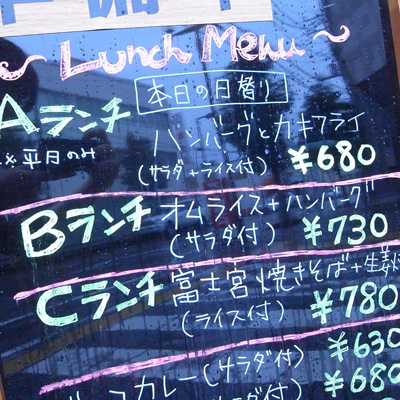 準備中
~ Lunch Menu ~
Aランチ 本日の日替り
ハンバーグとカキフライ
※平日のみ (サラダ+ライス付) ¥680
Bランチ オムライス+ハンバーグ
(サラダ付) ¥730
Cランチ 富士宮焼きそば+生姜
(ライス付) ¥780
カレー(サラダ付) ¥630
¥680